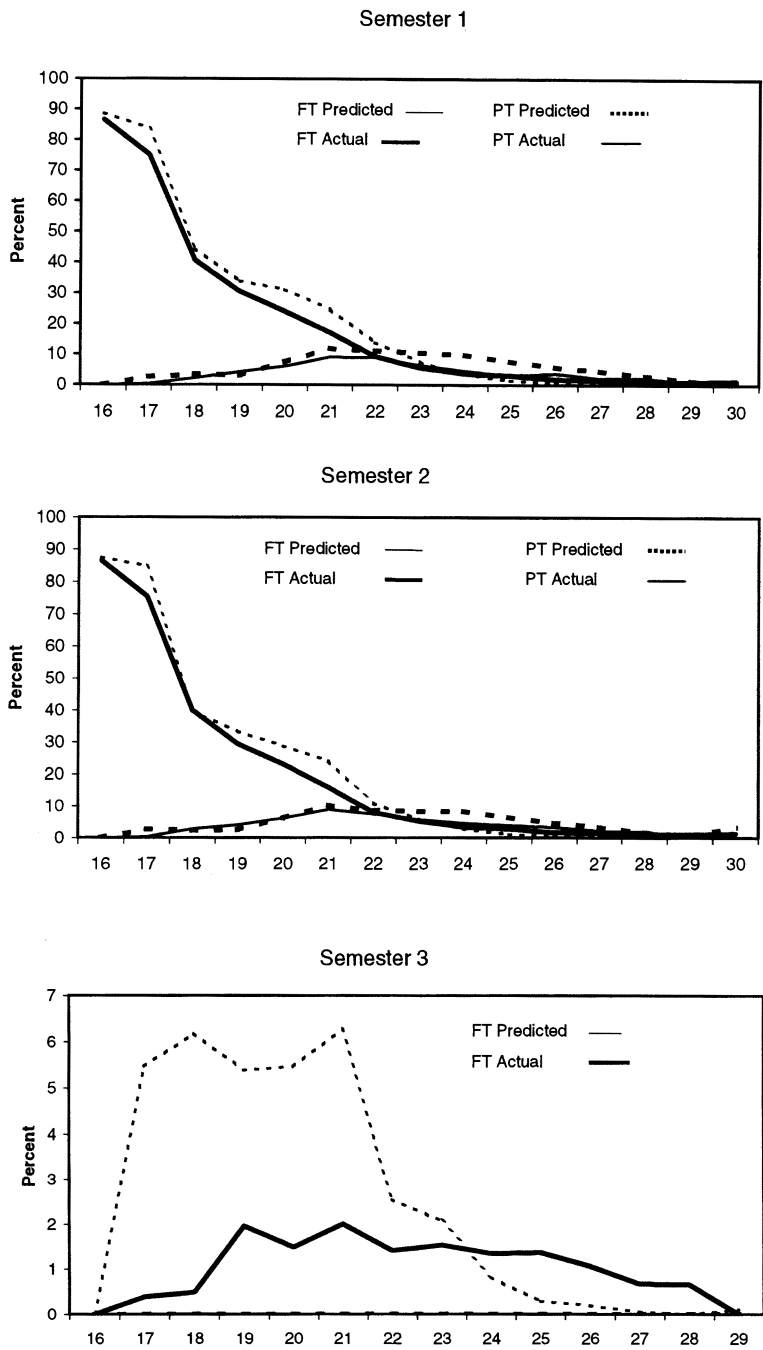 Semester 1
100
90
80
70
60
50
40
30
20
10
0
Percent
FT Predicted PT Predicted
FT Actual PT Actual
16 17 18 19 20 21 22 23 24 25 26 27 28 29 30
Semester 2
100
90
80
70
60
50
40
30
20
10
0
Percent
FT Predicted PT Predicted
FT Actual PT Actual
16 17 18 19 20 21 22 23 24 25 26 27 28 29 30
Semester 3
7
6
5
4
3
2
1
0
Percent
FT Predicted
FT Actual
16 17 18 19 20 21 22 23 24 25 26 27 28 29